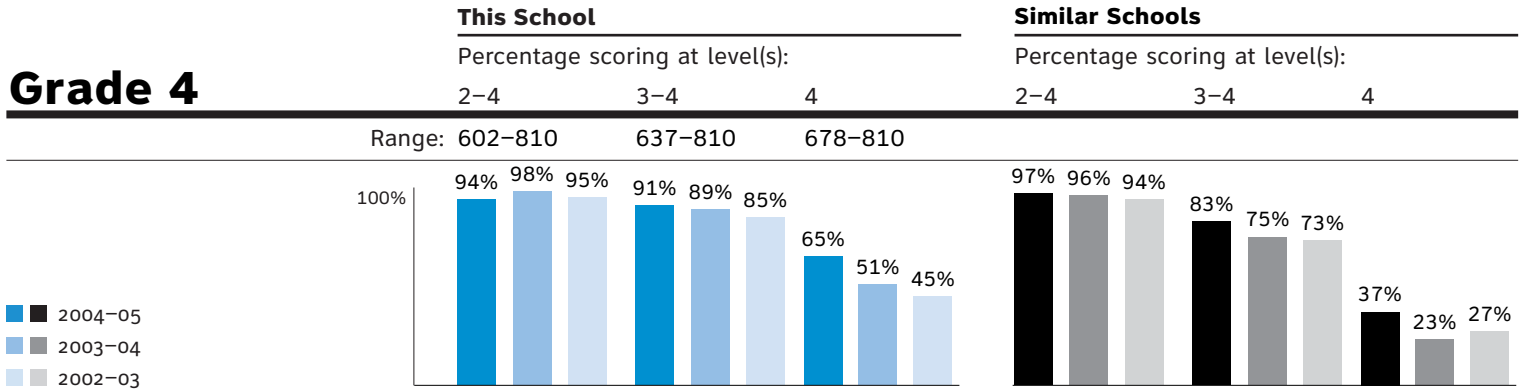 This School Similar Schools
Percentage scoring at level(s): Percentage scoring at level(s):
Grade 4 2–4 3–4 4 2–4 3–4 4
Range: 602–810 637–810 678–810
94% 98% 95% 91% 89% 85% 65% 51% 45% 97% 96% 94% 83% 75% 73% 37% 23% 27%
100%
2004–05
2003–04
2002–03